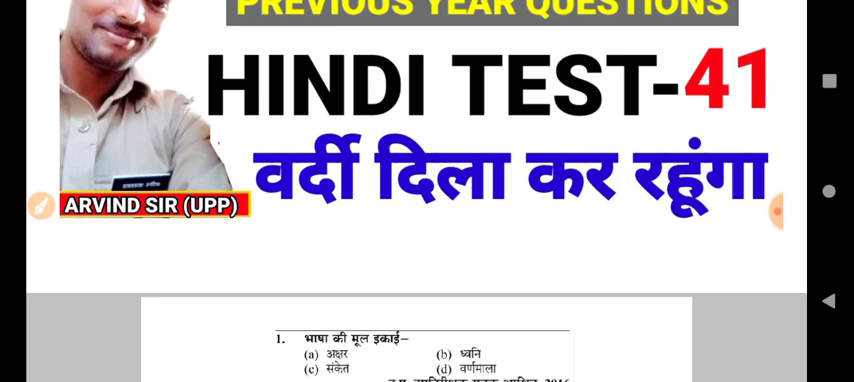 PREVIOUS YEAR QUESTIONS
HINDI TEST-41
वर्दी दिला कर रहूंगा
ARVIND SIR (UPP)
1. भाषा की मूल इकाई–
(a) अक्षर (b) ध्वनि
(c) संकेत (d) वर्णमाला